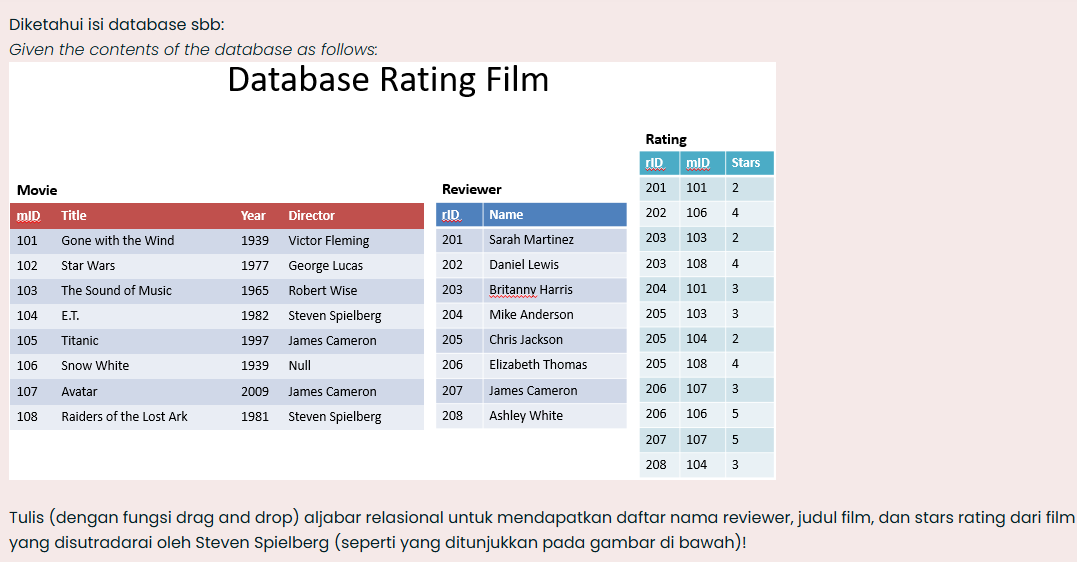 Diketahui isi database sbb:
Given the contents of the database as follows:
Database Rating Film
Movie
mID Title Year Director
101 Gone with the Wind 1939 Victor Fleming
102 Star Wars 1977 George Lucas
103 The Sound of Music 1965 Robert Wise
104 E.T. 1982 Steven Spielberg
105 Titanic 1997 James Cameron
106 Snow White 1939 Null
107 Avatar 2009 James Cameron
108 Raiders of the Lost Ark 1981 Steven Spielberg
Reviewer
rID Name
201 Sarah Martinez
202 Daniel Lewis
203 Britanny Harris
204 Mike Anderson
205 Chris Jackson
206 Elizabeth Thomas
207 James Cameron
208 Ashley White
Rating
rID mID Stars
201 101 2
202 106 4
203 103 2
203 108 4
204 101 3
205 103 3
205 104 2
205 108 4
206 107 3
206 106 5
207 107 5
208 104 3
Tulis (dengan fungsi drag and drop) aljabar relasional untuk mendapatkan daftar nama reviewer, judul film, dan stars rating dari film
yang disutradarai oleh Steven Spielberg (seperti yang ditunjukkan pada gambar di bawah)!